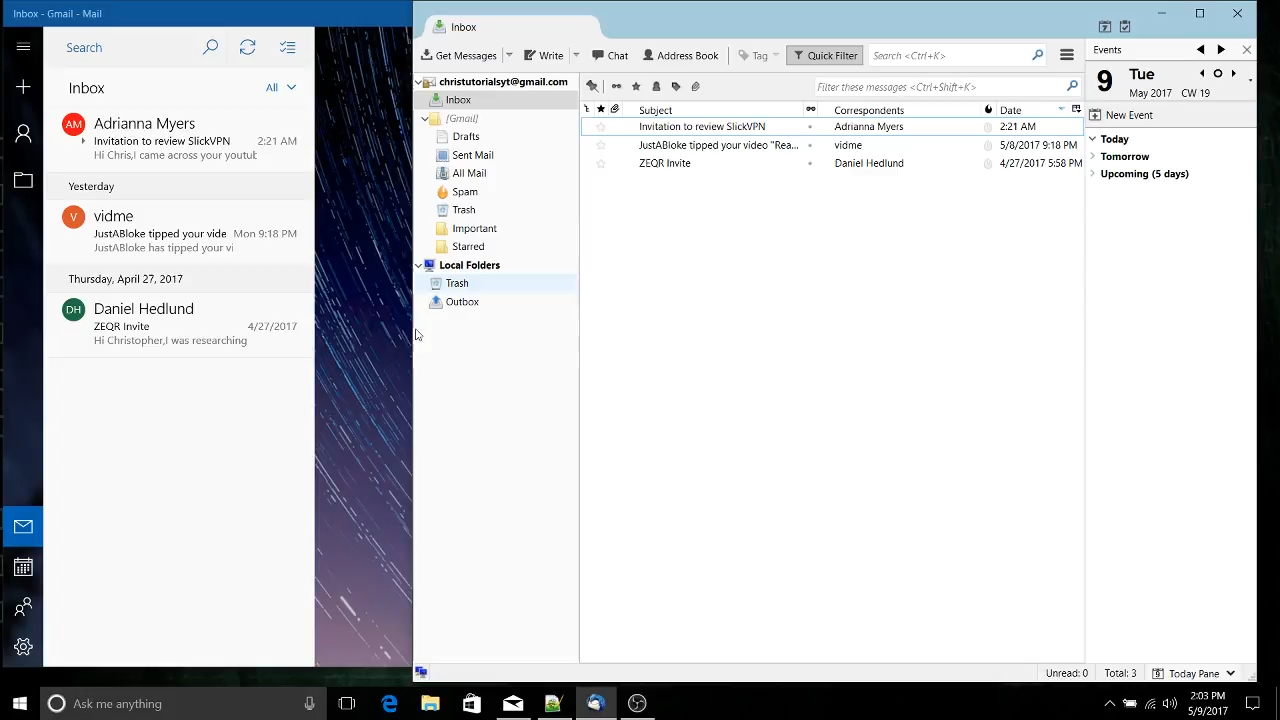 Inbox - Gmail - Mail
Search
Inbox
All
AM
Adrianna Myers
Invitation to review SlickVPN 2:21 AM
Hi Chris,I came across your youtub
Yesterday
V
vidme
JustABloke tipped your vide Mon 9:18 PM
JustABloke has tipped your vi
Thursday, April 27, 2017
DH
Daniel Hedlund
ZEQR Invite 4/27/2017
Hi Christopher,I was researching
Inbox
Get Messages Write Chat Address Book Tag Quick Filter Search <Ctrl+K>
christutorialsyt@gmail.com
Inbox
[Gmail]
Drafts
Sent Mail
All Mail
Spam
Trash
Important
Starred
Local Folders
Trash
Outbox
Filter these messages <Ctrl+Shift+K>
Subject Correspondents Date
Invitation to review SlickVPN Adrianna Myers 2:21 AM
JustABloke tipped your video "Rea... vidme 5/8/2017 9:18 PM
ZEQR Invite Daniel Hedlund 4/27/2017 5:58 PM
Events
9 Tue
May 2017 CW 19
New Event
Today
Tomorrow
Upcoming (5 days)
Unread: 0 Total: 3 9 Today Pane
Ask me anything
2:03 PM
5/9/2017